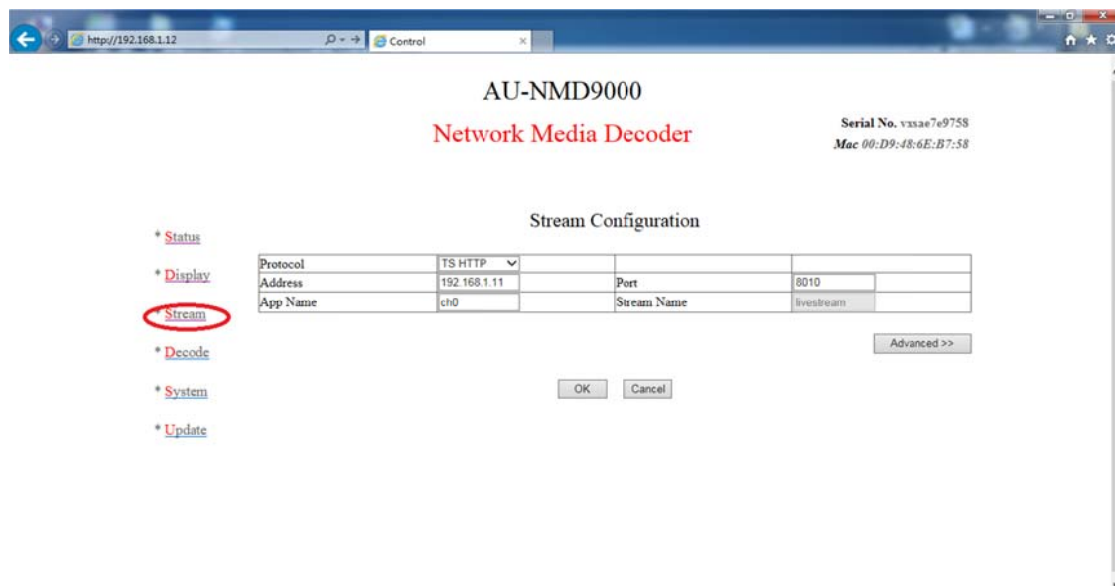 http://192.168.1.12
Control
AU-NMD9000
Network Media Decoder
Serial No. vxsae7e9758
Mac 00:D9:48:6E:B7:58
Stream Configuration
* Status
* Display
* Stream
* Decode
* System
* Update
Protocol TS HTTP
Address 192.168.1.11 Port 8010
App Name ch0 Stream Name livestream
Advanced >>
OK Cancel